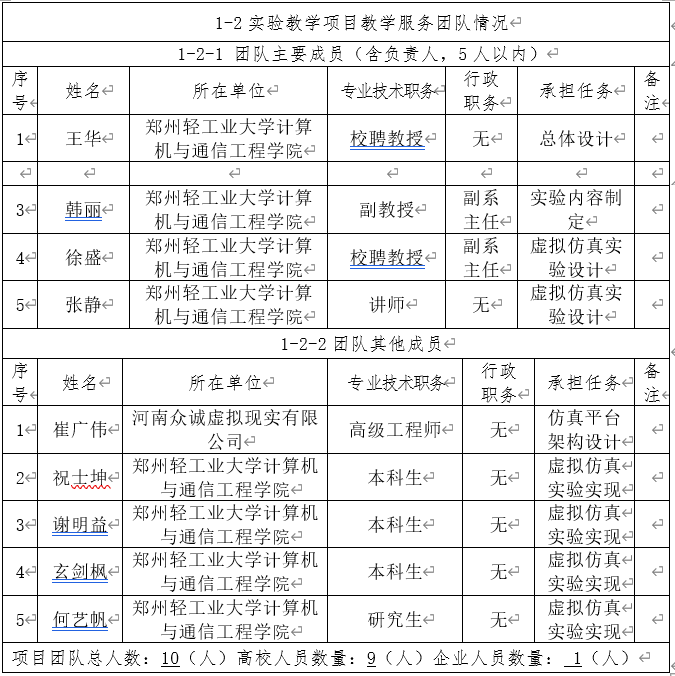 1-2实验教学项目教学服务团队情况
1-2-1 团队主要成员（含负责人，5人以内）
序号 姓名 所在单位 专业技术职务 行政职务 承担任务 备注
1 王华 郑州轻工业大学计算机与通信工程学院 校聘教授 无 总体设计
3 韩丽 郑州轻工业大学计算机与通信工程学院 副教授 副系主任 实验内容制定
4 徐盛 郑州轻工业大学计算机与通信工程学院 校聘教授 副系主任 虚拟仿真实验设计
5 张静 郑州轻工业大学计算机与通信工程学院 讲师 无 虚拟仿真实验设计
1-2-2团队其他成员
序号 姓名 所在单位 专业技术职务 行政职务 承担任务 备注
1 崔广伟 河南众诚虚拟现实有限公司 高级工程师 无 仿真平台架构设计
2 祝士坤 郑州轻工业大学计算机与通信工程学院 本科生 无 虚拟仿真实验实现
3 谢明益 郑州轻工业大学计算机与通信工程学院 本科生 无 虚拟仿真实验实现
4 玄剑枫 郑州轻工业大学计算机与通信工程学院 本科生 无 虚拟仿真实验实现
5 何艺帆 郑州轻工业大学计算机与通信工程学院 研究生 无 虚拟仿真实验实现
项目团队总人数：10（人）高校人员数量：9（人）企业人员数量： 1（人）